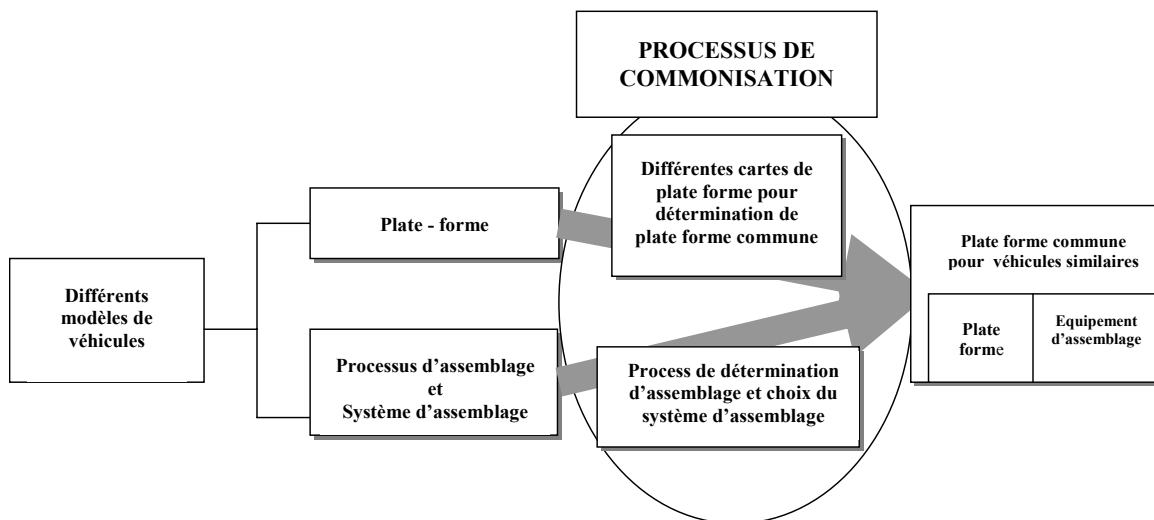 PROCESSUS DE
COMMONISATION
Différentes cartes de
plate forme pour
détermination de
plate forme commune
Plate - forme
Plate forme commune
pour véhicules similaires
Différents
modèles de
véhicules
Plate
forme
Equipement
d’assemblage
Processus d’assemblage
et
Système d’assemblage
Process de détermination
d’assemblage et choix du
système d’assemblage